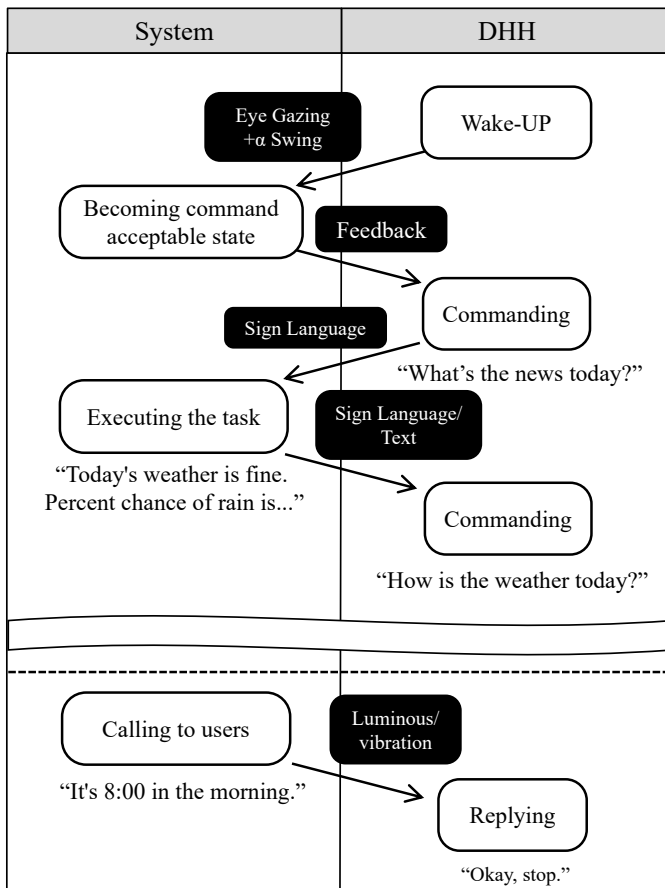 System
DHH
Eye Gazing
+α Swing
Wake-UP
Becoming command
acceptable state
Feedback
Commanding
Sign Language
“What’s the news today?”
Executing the task
Sign Language/
Text
“Today's weather is fine.
Percent chance of rain is...”
Commanding
“How is the weather today?”
Calling to users
Luminous/
vibration
“It's 8:00 in the morning.”
Replying
“Okay, stop.”